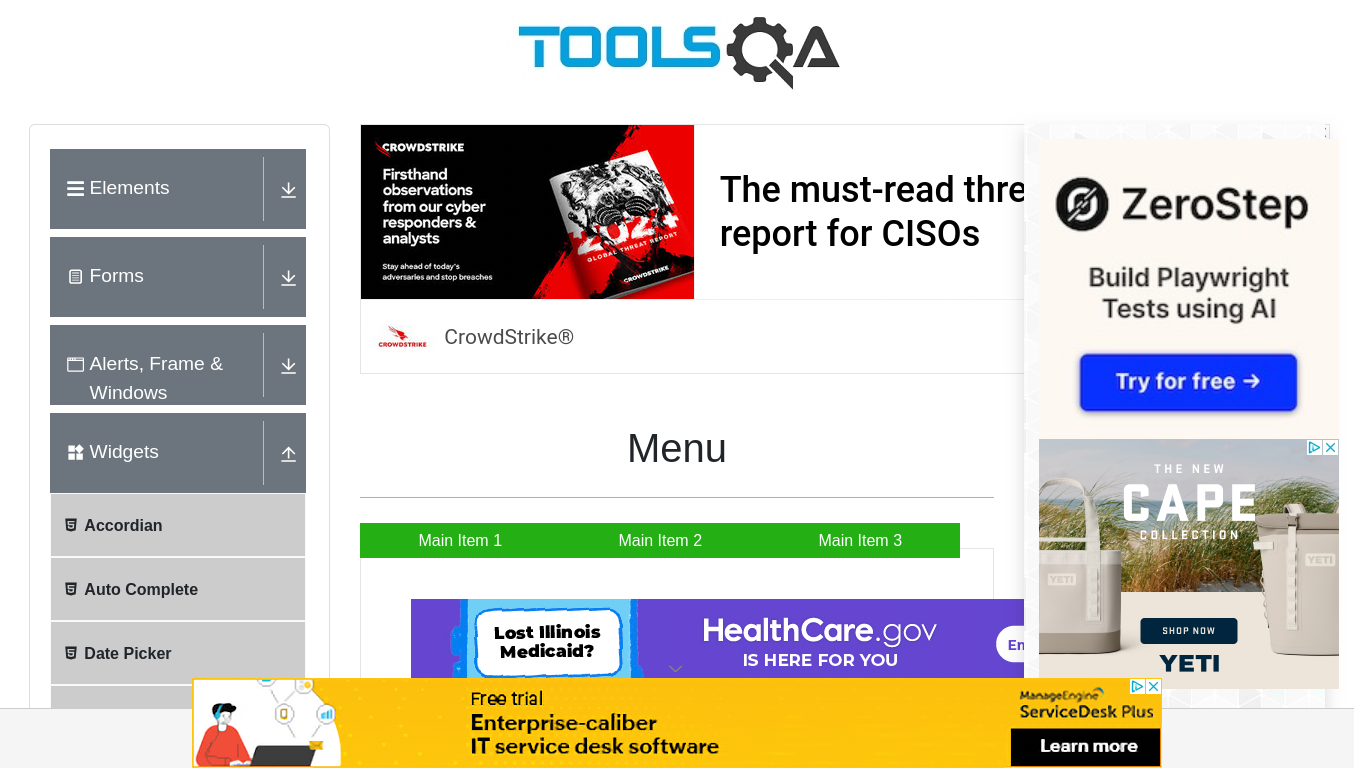 TOOLSQA
Elements
Forms
Alerts, Frame &
Windows
Widgets
Accordian
Auto Complete
Date Picker
CROWDSTRIKE
Firsthand
observations
from our cyber
responders &
analysts
Stay ahead of today's
adversaries and stop breaches
2024
GLOBAL THREAT REPORT
CROWDSTRIKE
The must-read thre
report for CISOs
CROWDSTRIKE
CrowdStrike®
Menu
Main Item 1
Main Item 2
Main Item 3
Lost Illinois
Medicaid?
HealthCare.gov
IS HERE FOR YOU
En
ZeroStep
Build Playwright
Tests using AI
Try for free →
THE NEW
CAPE
COLLECTION
YETI
YETI
SHOP NOW
YETI
Free trial
Enterprise-caliber
IT service desk software
ManageEngine
ServiceDesk Plus
Learn more